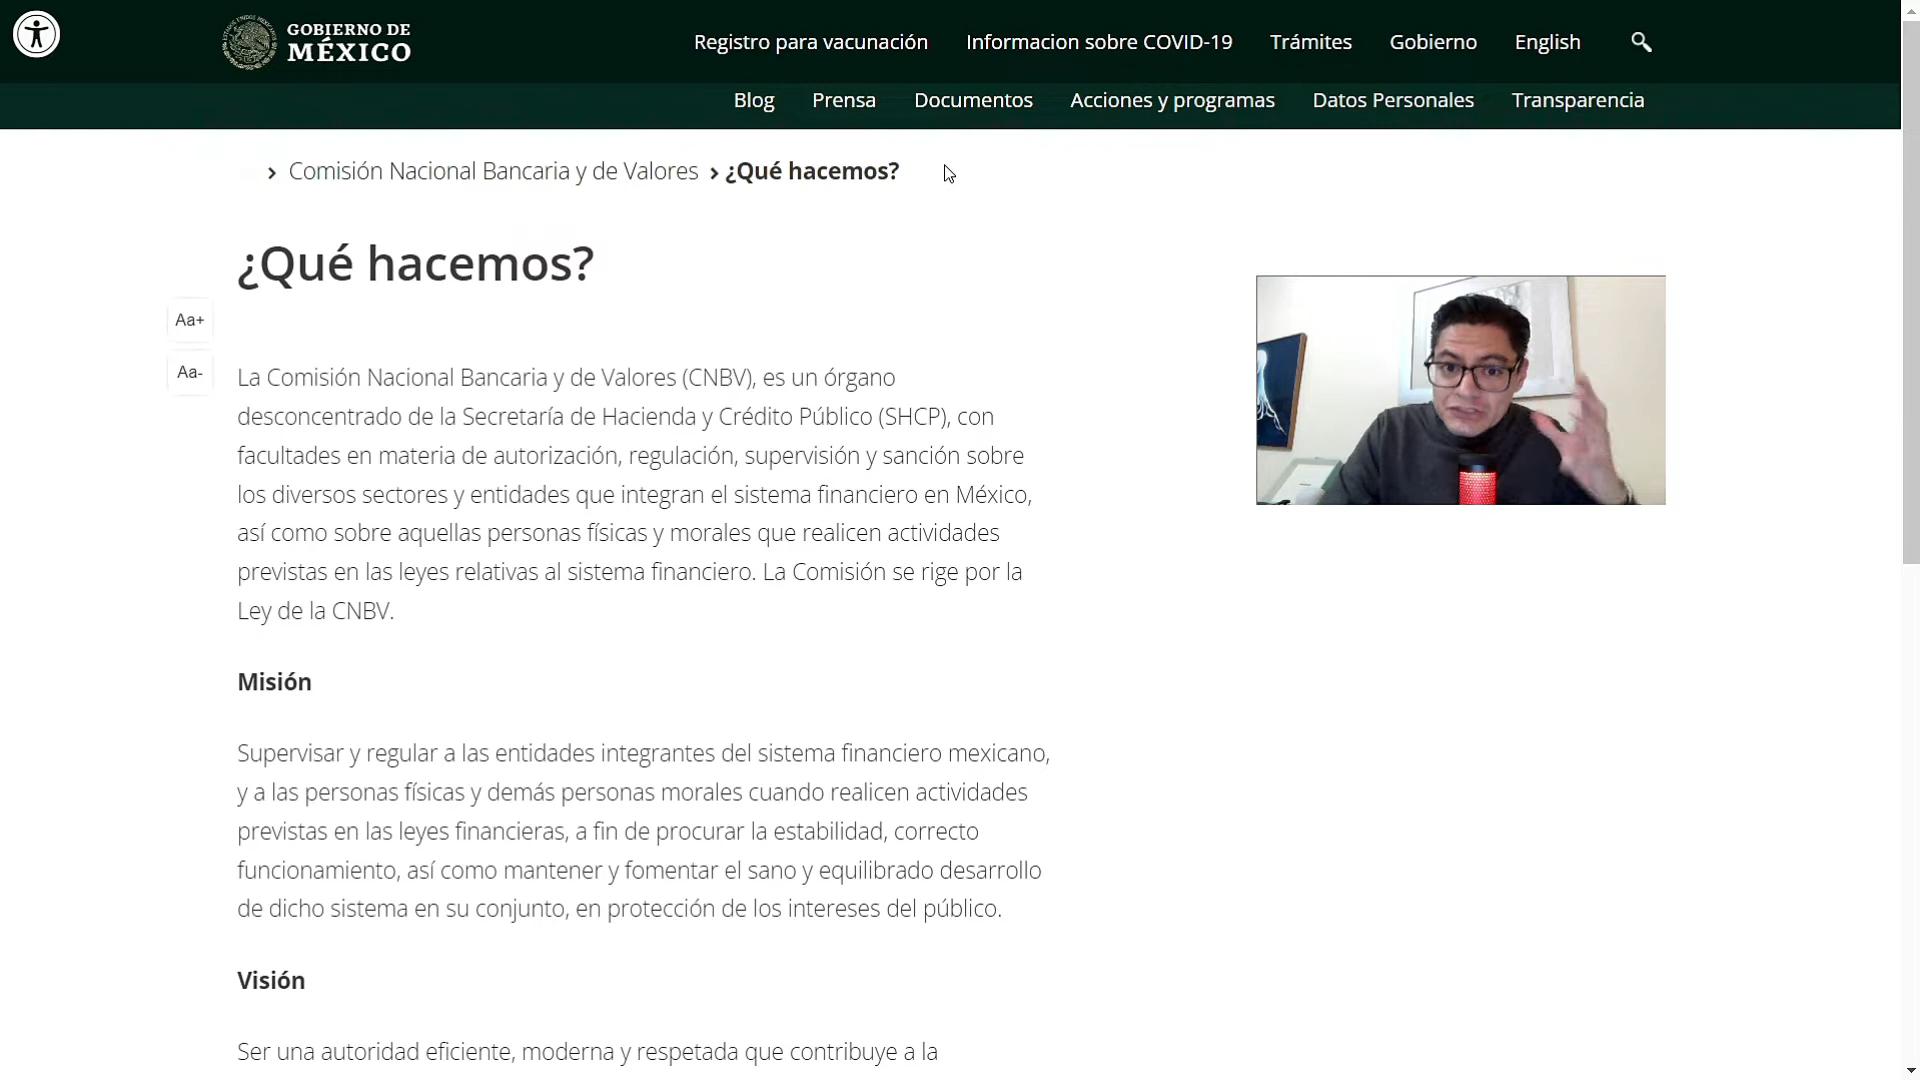 GOBIERNO DE
MÉXICO
Registro para vacunación Informacion sobre COVID-19 Trámites Gobierno English
Blog Prensa Documentos Acciones y programas Datos Personales Transparencia
Comisión Nacional Bancaria y de Valores ¿Qué hacemos?
¿Qué hacemos?
Aa+
Aa-
La Comisión Nacional Bancaria y de Valores (CNBV), es un órgano
desconcentrado de la Secretaría de Hacienda y Crédito Público (SHCP), con
facultades en materia de autorización, regulación, supervisión y sanción sobre
los diversos sectores y entidades que integran el sistema financiero en México,
así como sobre aquellas personas físicas y morales que realicen actividades
previstas en las leyes relativas al sistema financiero. La Comisión se rige por la
Ley de la CNBV.
Misión
Supervisar y regular a las entidades integrantes del sistema financiero mexicano,
y a las personas físicas y demás personas morales cuando realicen actividades
previstas en las leyes financieras, a fin de procurar la estabilidad, correcto
funcionamiento, así como mantener y fomentar el sano y equilibrado desarrollo
de dicho sistema en su conjunto, en protección de los intereses del público.
Visión
Ser una autoridad eficiente, moderna y respetada que contribuye a la